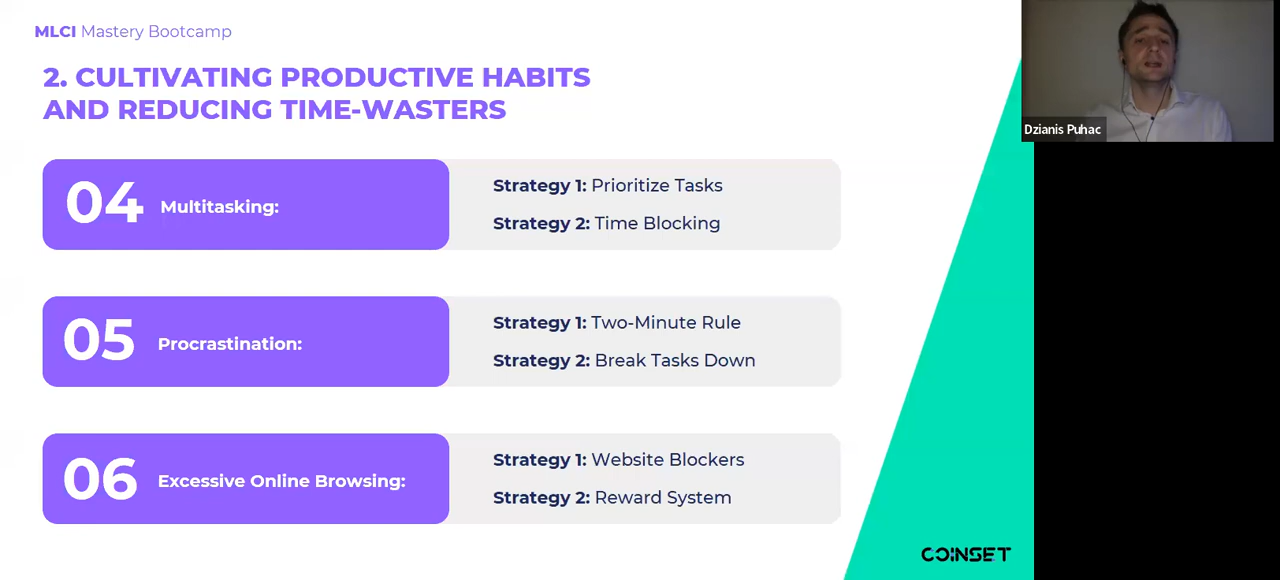 MLCI Mastery Bootcamp
2. CULTIVATING PRODUCTIVE HABITS
AND REDUCING TIME-WASTERS
04 Multitasking:
Strategy 1: Prioritize Tasks
Strategy 2: Time Blocking
05 Procrastination:
Strategy 1: Two-Minute Rule
Strategy 2: Break Tasks Down
06 Excessive Online Browsing:
Strategy 1: Website Blockers
Strategy 2: Reward System
Dzianis Puhac
COINSET